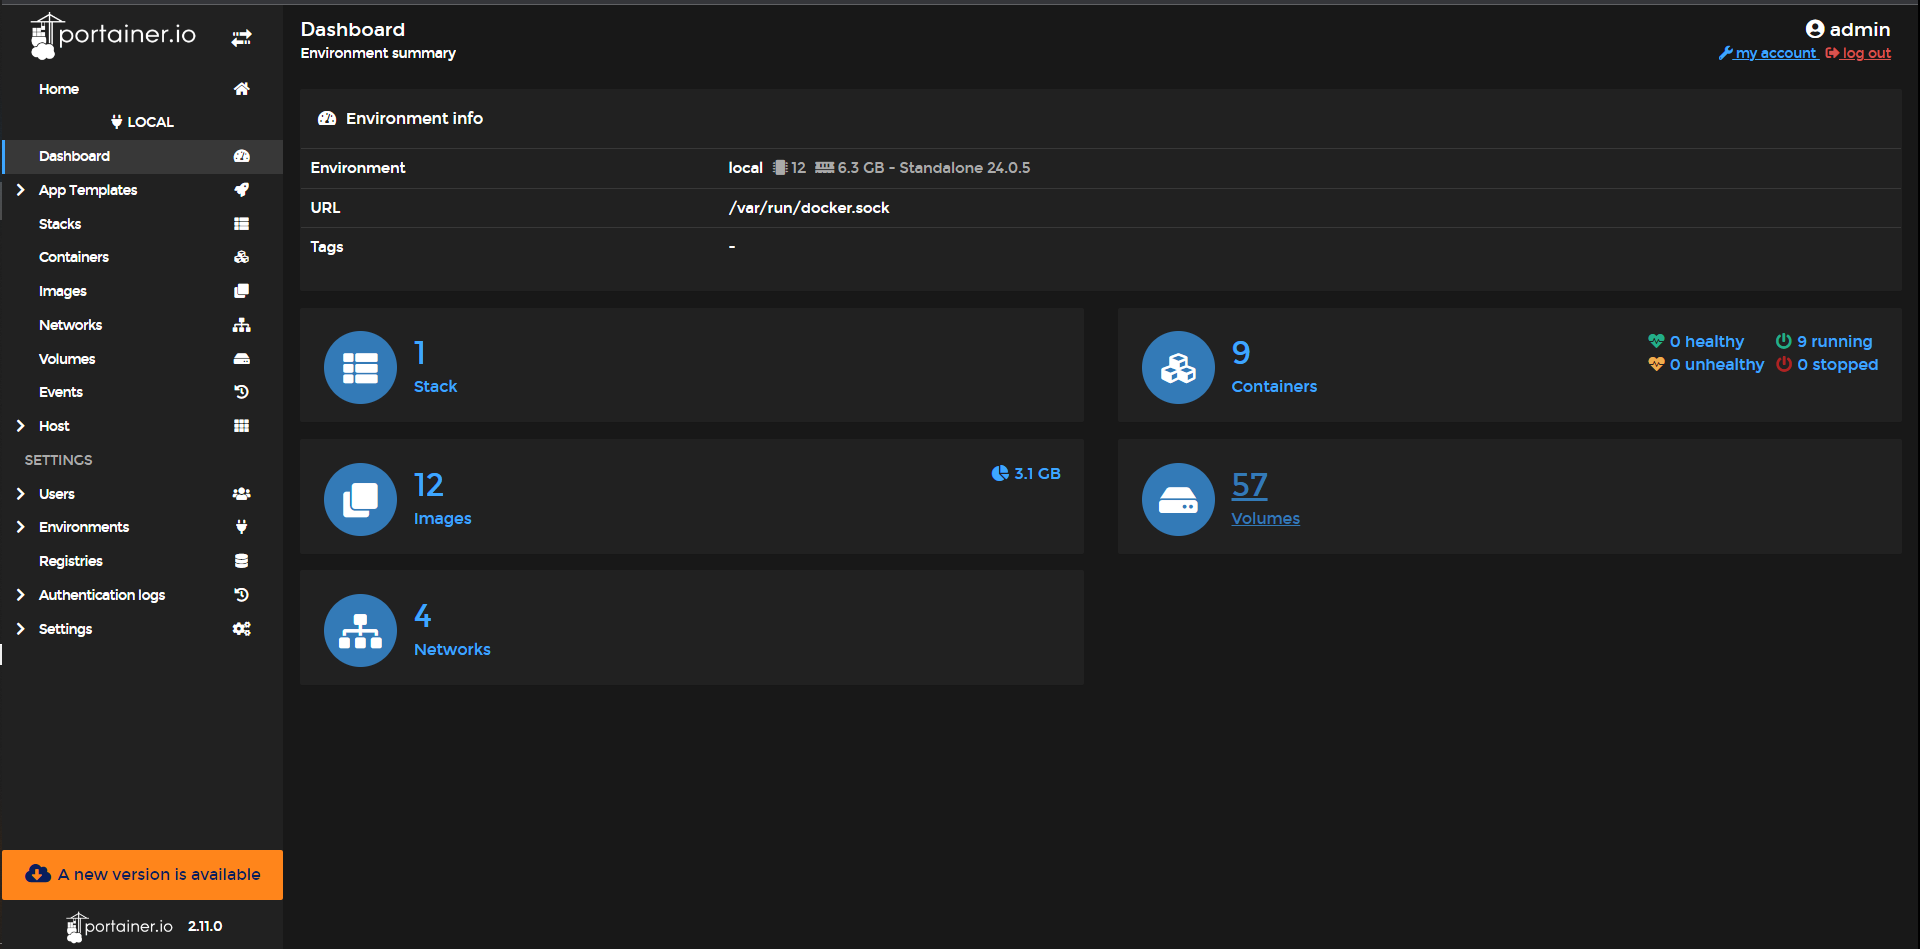 portainer.io
Home
LOCAL
Dashboard
App Templates
Stacks
Containers
Images
Networks
Volumes
Events
Host
SETTINGS
Users
Environments
Registries
Authentication logs
Settings
A new version is available
portainer.io 2.11.0
Dashboard
Environment summary
admin
my account log out
Environment info
Environment local 12 6.3 GB - Standalone 24.0.5
URL /var/run/docker.sock
Tags -
1
Stack
9
Containers
0 healthy 9 running
0 unhealthy 0 stopped
12
Images
3.1 GB
57
Volumes
4
Networks